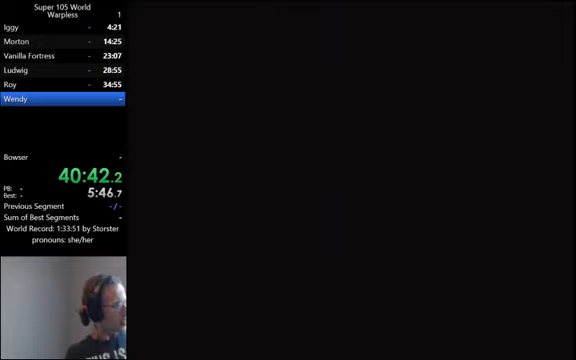 Super 105 World
Warpless 1
Iggy - 4:21
Morton - 14:25
Vanilla Fortress - 23:07
Ludwig - 28:55
Roy - 34:55
Wendy -
Bowser -
40:42.2
PB: -
Best: - 5:46.7
Previous Segment - / -
Sum of Best Segments -
World Record: 1:33:51 by Storster
pronouns: she/her
THIS IS